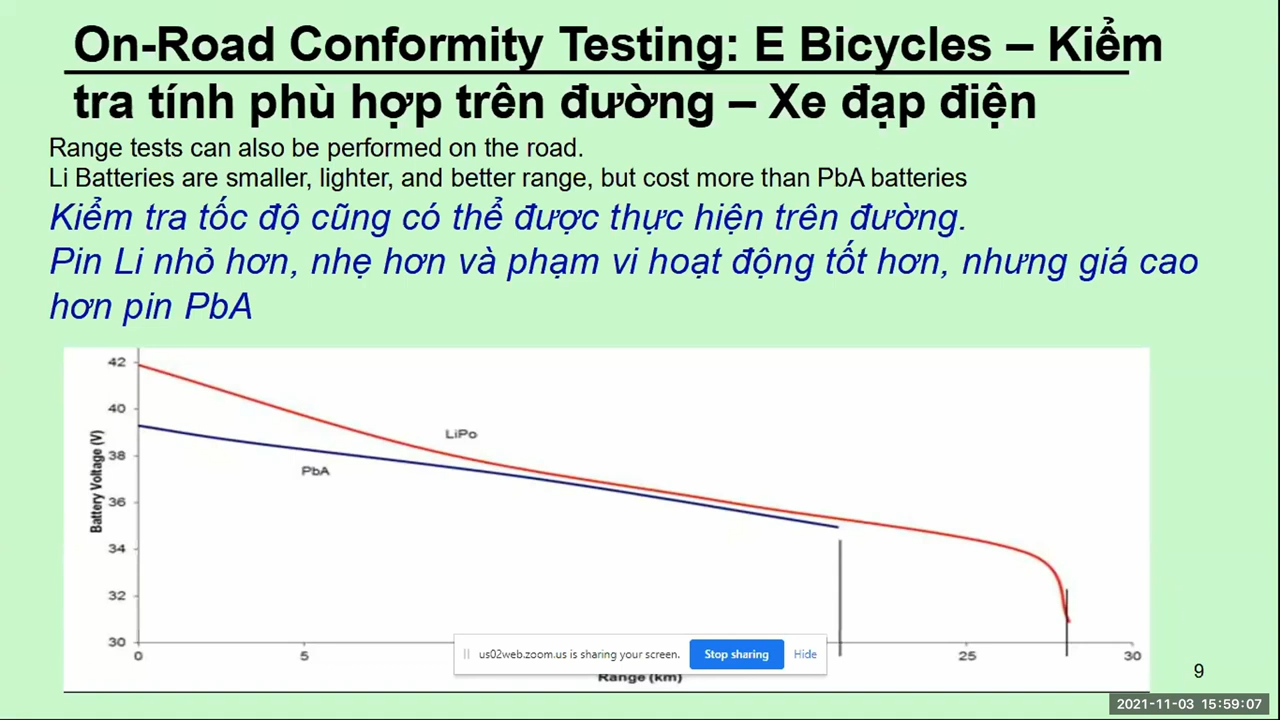 On-Road Conformity Testing: E Bicycles – Kiểm
tra tính phù hợp trên đường – Xe đạp điện
Range tests can also be performed on the road.
Li Batteries are smaller, lighter, and better range, but cost more than PbA batteries
Kiểm tra tốc độ cũng có thể được thực hiện trên đường.
Pin Li nhỏ hơn, nhẹ hơn và phạm vi hoạt động tốt hơn, nhưng giá cao
hơn pin PbA
42
40
38
36
34
32
30
Battery Voltage (V)
LiPo
PbA
0 5 25 30
us02web.zoom.us is sharing your screen. Stop sharing Hide
Range (km)
9
2021-11-03 15:59:07